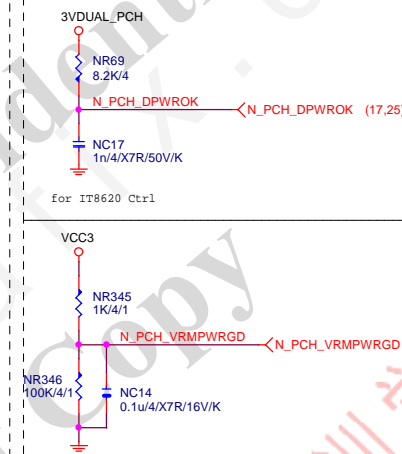 3VDUAL_PCH
NR69
8.2K/4
N_PCH_DPWROK
N_PCH_DPWROK (17,25)
NC17
1n/4/X7R/50V/K
for IT8620 Ctrl
VCC3
NR345
1K/4/1
N_PCH_VRMPWRGD
N_PCH_VRMPWRGD
NR346
100K/4/1
NC14
0.1u/4/X7R/16V/K
Copy